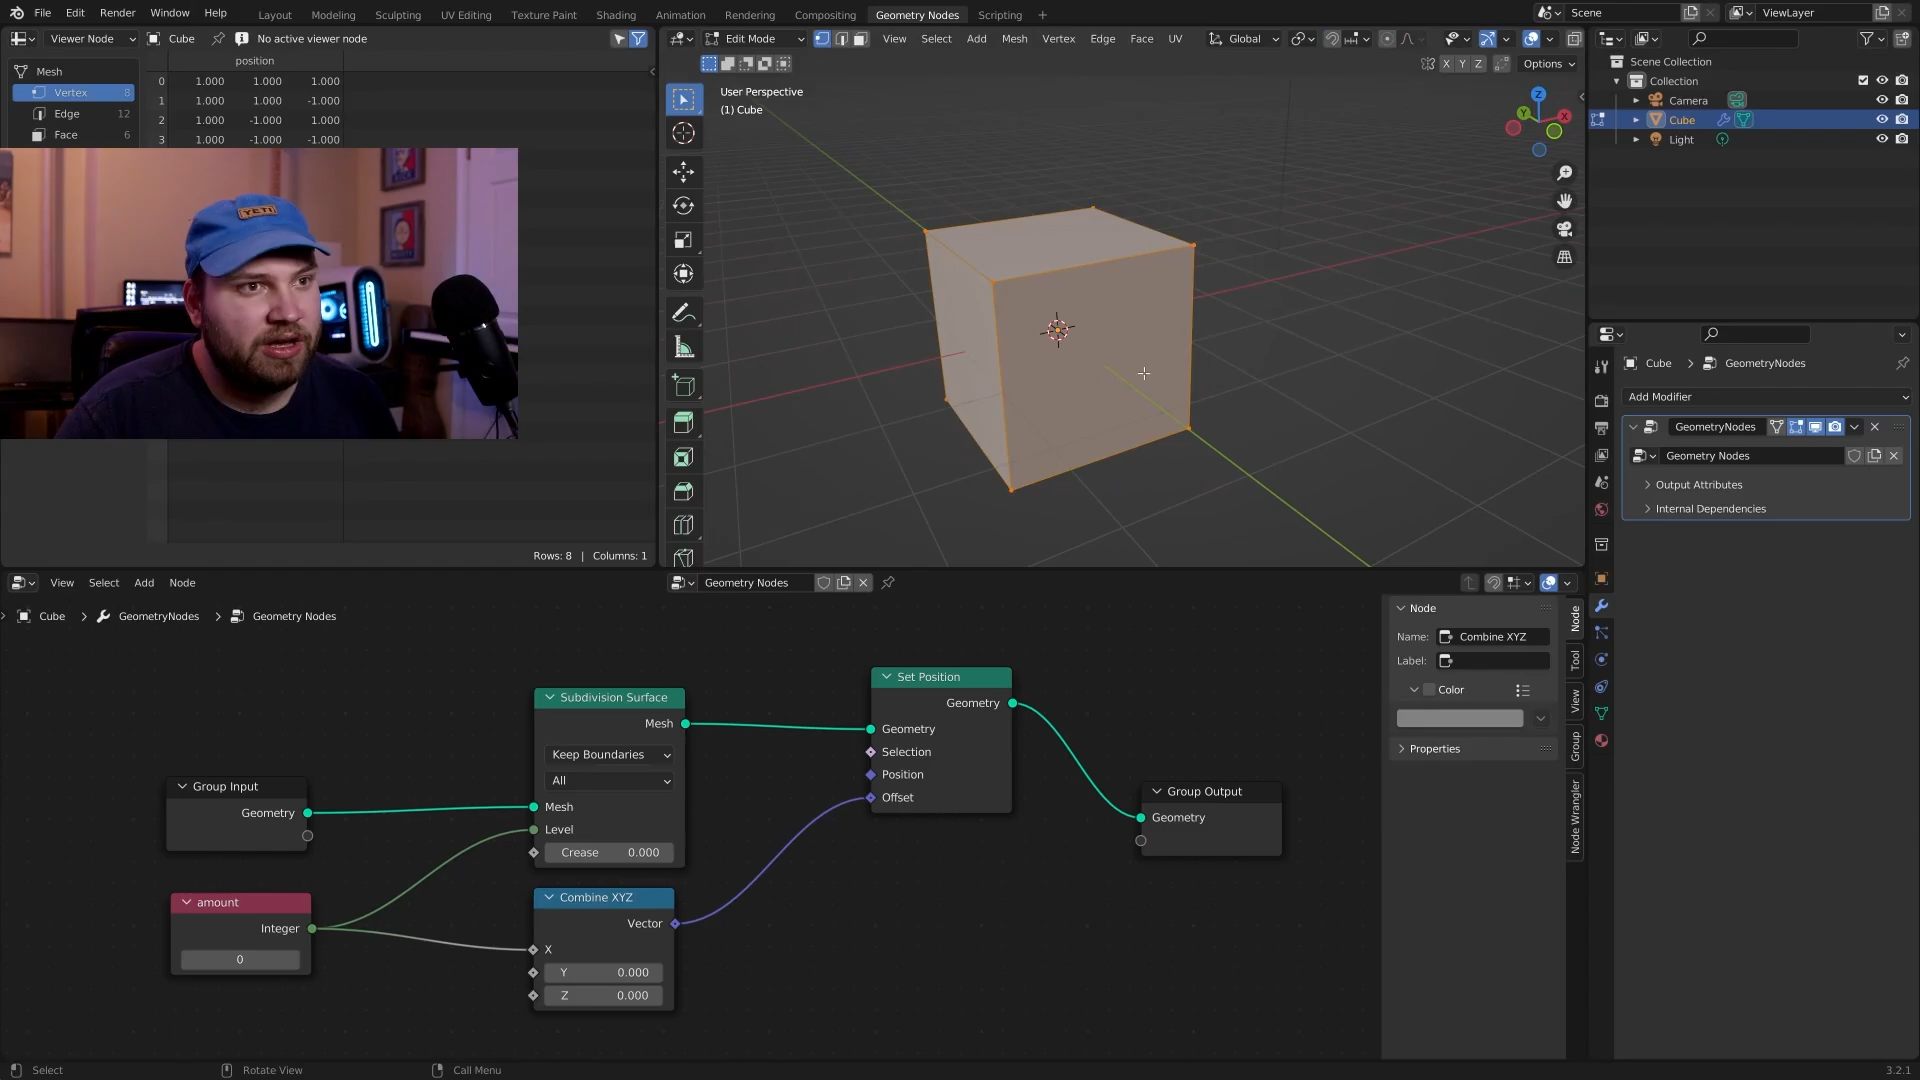 File Edit Render Window Help Layout Modeling Sculpting UV Editing Texture Paint Shading Animation Rendering Compositing Geometry Nodes Scripting Scene ViewLayer
Viewer Node Cube No active viewer node
Edit Mode View Select Add Mesh Vertex Edge Face UV Global
X Y Z Options
position
Mesh
Vertex 8
Edge 12
Face 6
0 1.000 1.000 1.000
1 1.000 1.000 -1.000
2 1.000 -1.000 1.000
3 1.000 -1.000 -1.000
YETI
Rows: 8 | Columns: 1
User Perspective
(1) Cube
Z
Y
X
Scene Collection
Collection
Camera
Cube
Light
Cube GeometryNodes
Add Modifier
GeometryNodes
Geometry Nodes
Output Attributes
Internal Dependencies
View Select Add Node Geometry Nodes
Cube GeometryNodes Geometry Nodes
Group Input
Geometry
amount
Integer
0
Subdivision Surface
Mesh
Keep Boundaries
All
Mesh
Level
Crease 0.000
Combine XYZ
Vector
X
Y 0.000
Z 0.000
Set Position
Geometry
Geometry
Selection
Position
Offset
Group Output
Geometry
Node
Name: Combine XYZ
Label:
Color
Properties
Node
Tool
View
Group
Node Wrangler
Select Rotate View Call Menu 3.2.1